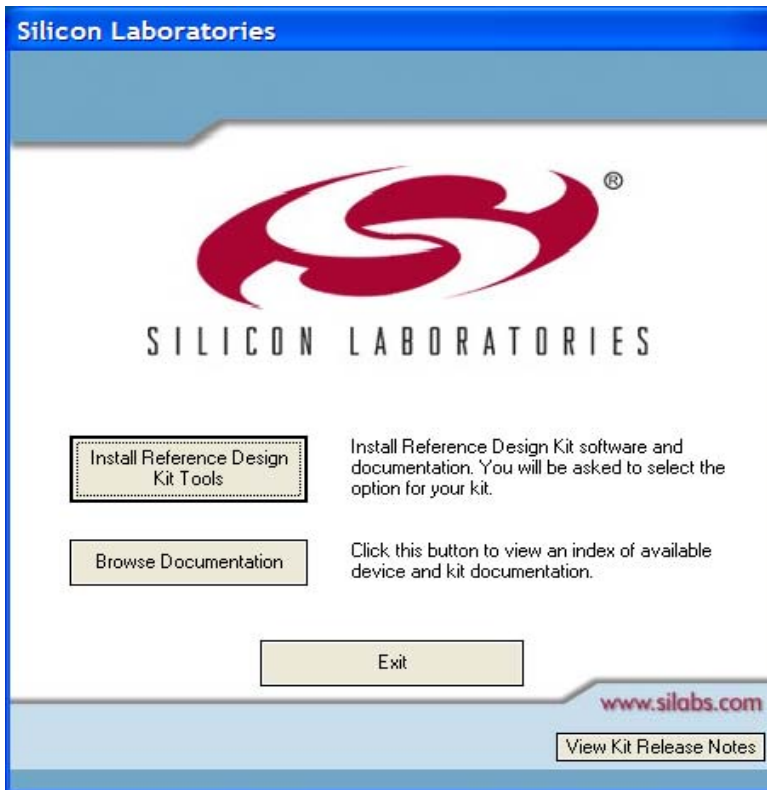 Silicon Laboratories
®
SILICON LABORATORIES
Install Reference Design
Kit Tools
Install Reference Design Kit software and
documentation. You will be asked to select the
option for your kit.
Browse Documentation
Click this button to view an index of available
device and kit documentation.
Exit
www.silabs.com
View Kit Release Notes